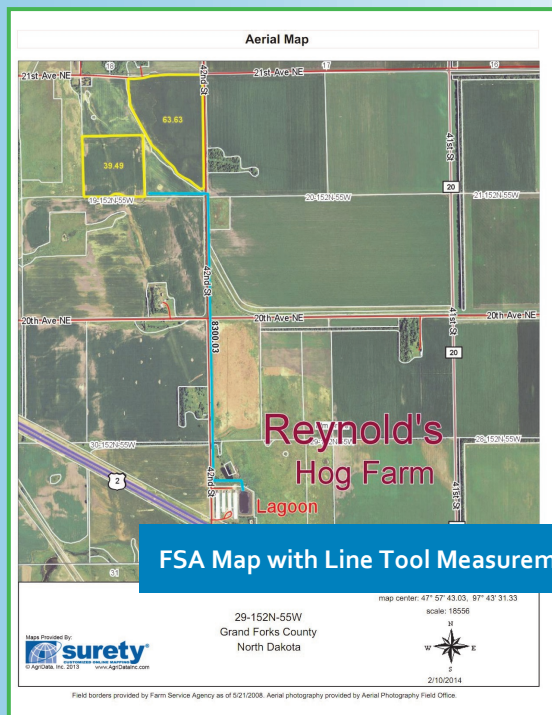 Aerial Map
18
17
16
21st Ave NE
42nd St
21st Ave NE
63.63
39.49
41st St
20
19-152N-55W
20-152N-55W
21-152N-55W
42nd St
20th Ave NE
20th Ave NE
20th Ave NE
41st St
8300.03
20
30-152N-55W
28-152N-55W
Reynold's
Hog Farm
2
42nd St
41st St
Lagoon
FSA Map with Line Tool Measurem
31
map center: 47° 57' 43.03, 97° 43' 31.33
scale: 18556
29-152N-55W
Grand Forks County
North Dakota
Maps Provided By:
surety®
CUSTOMIZED ONLINE MAPPING
© AgriData, Inc. 2013 www.AgriDataInc.com
N
W E
S
2/10/2014
Field borders provided by Farm Service Agency as of 5/21/2008. Aerial photography provided by Aerial Photography Field Office.